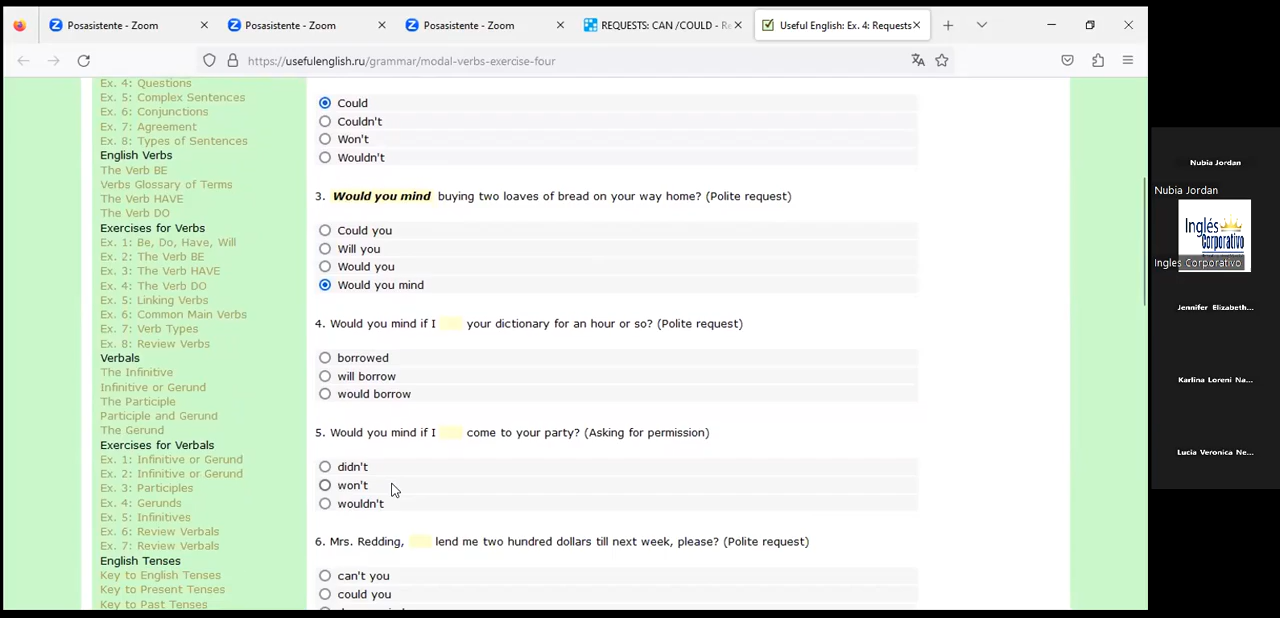 Posasistente - Zoom
Posasistente - Zoom
Posasistente - Zoom
REQUESTS: CAN /COULD - Re
Useful English: Ex. 4: Requests
https://usefulenglish.ru/grammar/modal-verbs-exercise-four
Ex. 4: Questions
Ex. 5: Complex Sentences
Ex. 6: Conjunctions
Ex. 7: Agreement
Ex. 8: Types of Sentences
English Verbs
The Verb BE
Verbs Glossary of Terms
The Verb HAVE
The Verb DO
Exercises for Verbs
Ex. 1: Be, Do, Have, Will
Ex. 2: The Verb BE
Ex. 3: The Verb HAVE
Ex. 4: The Verb DO
Ex. 5: Linking Verbs
Ex. 6: Common Main Verbs
Ex. 7: Verb Types
Ex. 8: Review Verbs
Verbals
The Infinitive
Infinitive or Gerund
The Participle
Participle and Gerund
The Gerund
Exercises for Verbals
Ex. 1: Infinitive or Gerund
Ex. 2: Infinitive or Gerund
Ex. 3: Participles
Ex. 4: Gerunds
Ex. 5: Infinitives
Ex. 6: Review Verbals
Ex. 7: Review Verbals
English Tenses
Key to English Tenses
Key to Present Tenses
Key to Past Tenses
Could
Couldn't
Won't
Wouldn't
3. Would you mind buying two loaves of bread on your way home? (Polite request)
Could you
Will you
Would you
Would you mind
4. Would you mind if I your dictionary for an hour or so? (Polite request)
borrowed
will borrow
would borrow
5. Would you mind if I come to your party? (Asking for permission)
didn't
won't
wouldn't
6. Mrs. Redding, lend me two hundred dollars till next week, please? (Polite request)
can't you
could you
Nubia Jordan
Nubia Jordan
Inglés
Corporativo
Ingles Corporativo
Jennifer Elizabeth...
Karlina Loreni Na...
Lucia Veronica Ne...